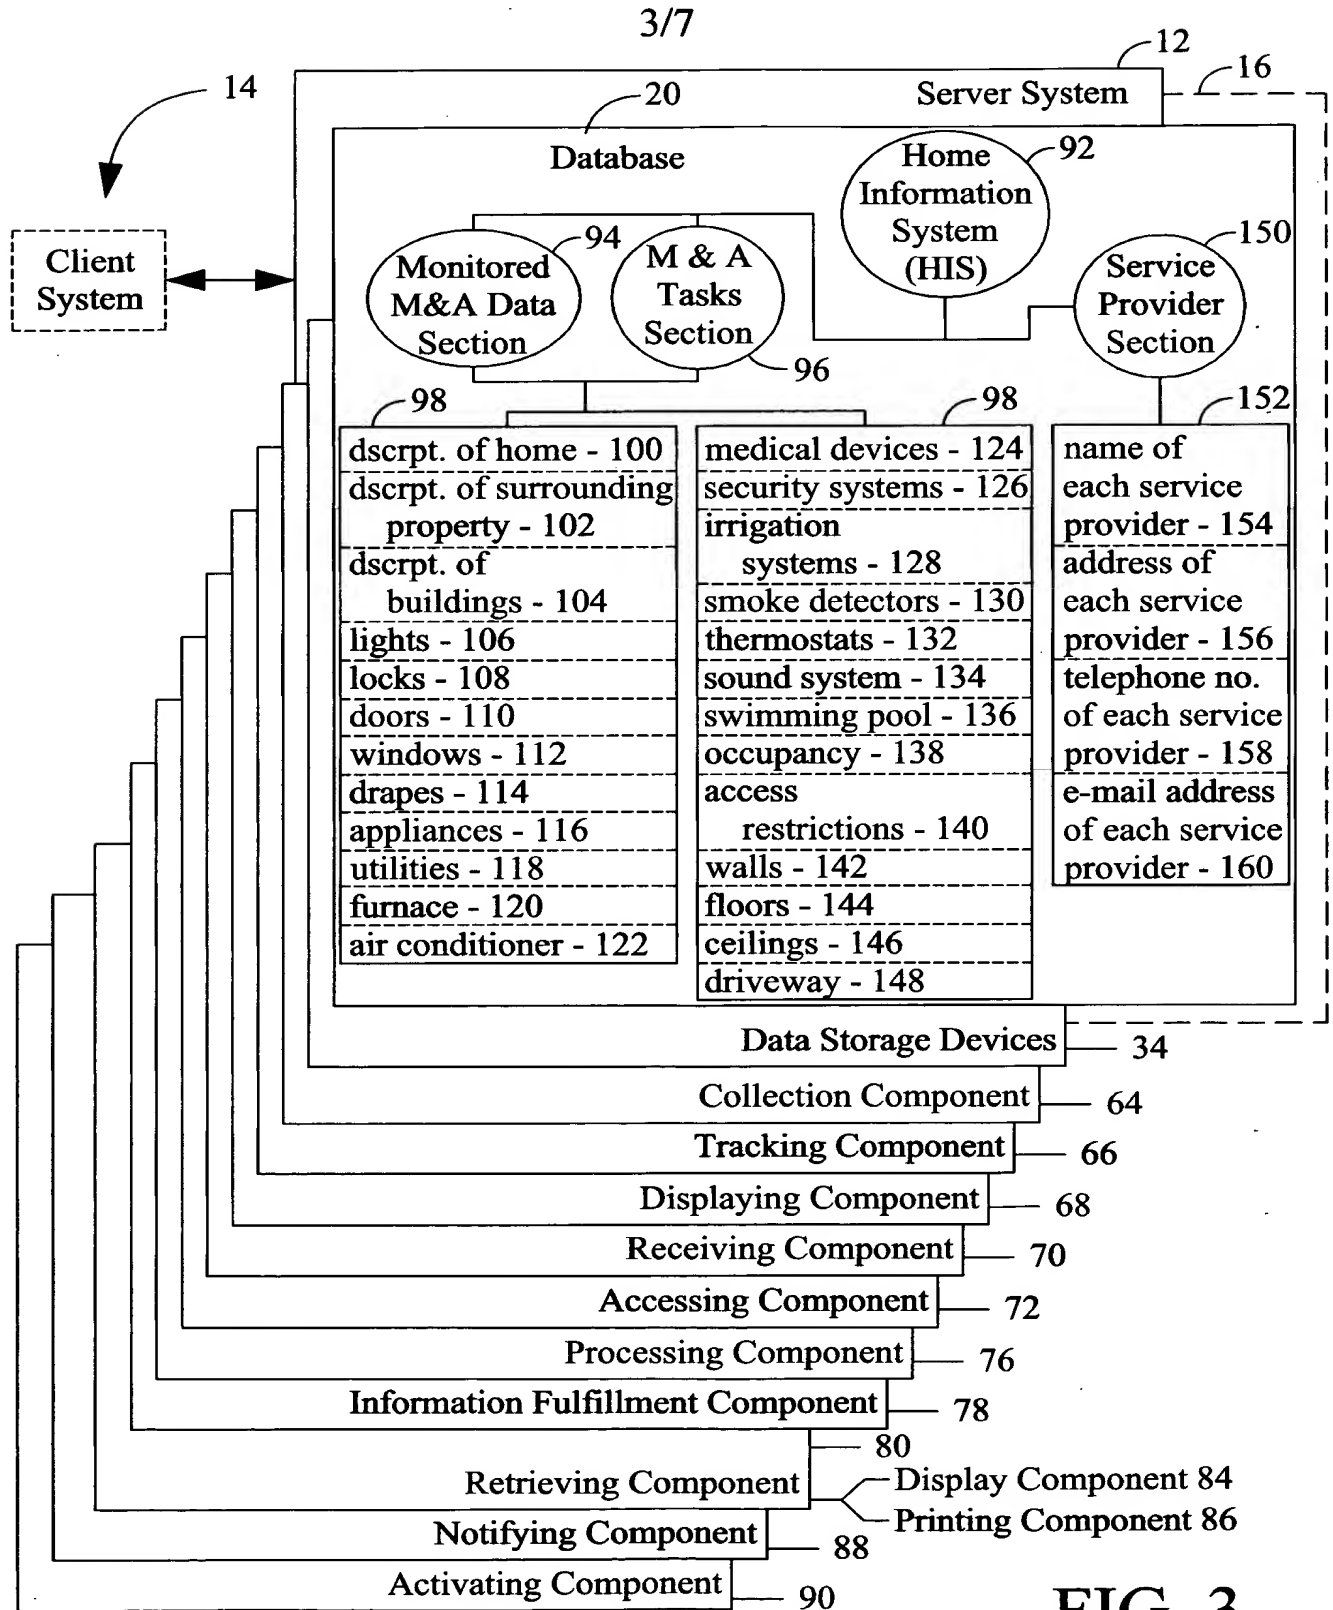 3/7
12
16
14
20
Server System
Database
Home
Information
System
(HIS)
92
Client
System
94
Monitored
M&A Data
Section
M & A
Tasks
Section
96
150
Service
Provider
Section
98
98
152
dscrpt. of home - 100
dscrpt. of surrounding
property - 102
dscrpt. of
buildings - 104
lights - 106
locks - 108
doors - 110
windows - 112
drapes - 114
appliances - 116
utilities - 118
furnace - 120
air conditioner - 122
medical devices - 124
security systems - 126
irrigation
systems - 128
smoke detectors - 130
thermostats - 132
sound system - 134
swimming pool - 136
occupancy - 138
access
restrictions - 140
walls - 142
floors - 144
ceilings - 146
driveway - 148
name of
each service
provider - 154
address of
each service
provider - 156
telephone no.
of each service
provider - 158
e-mail address
of each service
provider - 160
Data Storage Devices
34
Collection Component
64
Tracking Component
66
Displaying Component
68
Receiving Component
70
Accessing Component
72
Processing Component
76
Information Fulfillment Component
78
80
Retrieving Component
Display Component 84
Printing Component 86
Notifying Component
88
Activating Component
90
FIG. 3